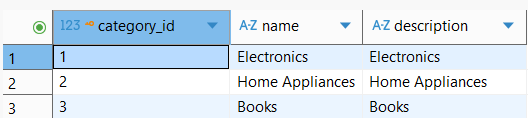 123 category_id A-Z name A-Z description
1 1 Electronics Electronics
2 2 Home Appliances Home Appliances
3 3 Books Books